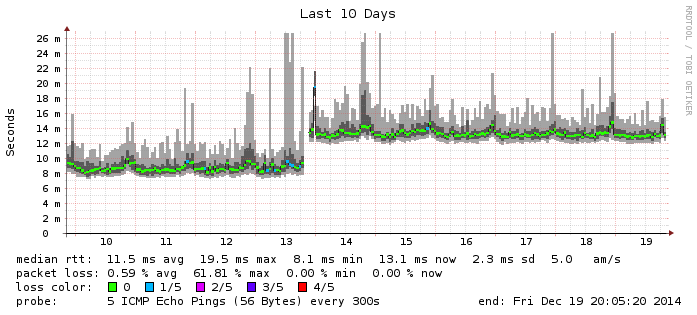 Last 10 Days
RRDTOOL / TOBI OETIKER
Seconds
26 m
24 m
22 m
20 m
18 m
16 m
14 m
12 m
10 m
8 m
6 m
4 m
2 m
0
10 11 12 13 14 15 16 17 18 19
median rtt: 11.5 ms avg 19.5 ms max 8.1 ms min 13.1 ms now 2.3 ms sd 5.0 am/s
packet loss: 0.59 % avg 61.81 % max 0.00 % min 0.00 % now
loss color: 0 1/5 2/5 3/5 4/5
probe: 5 ICMP Echo Pings (56 Bytes) every 300s end: Fri Dec 19 20:05:20 2014